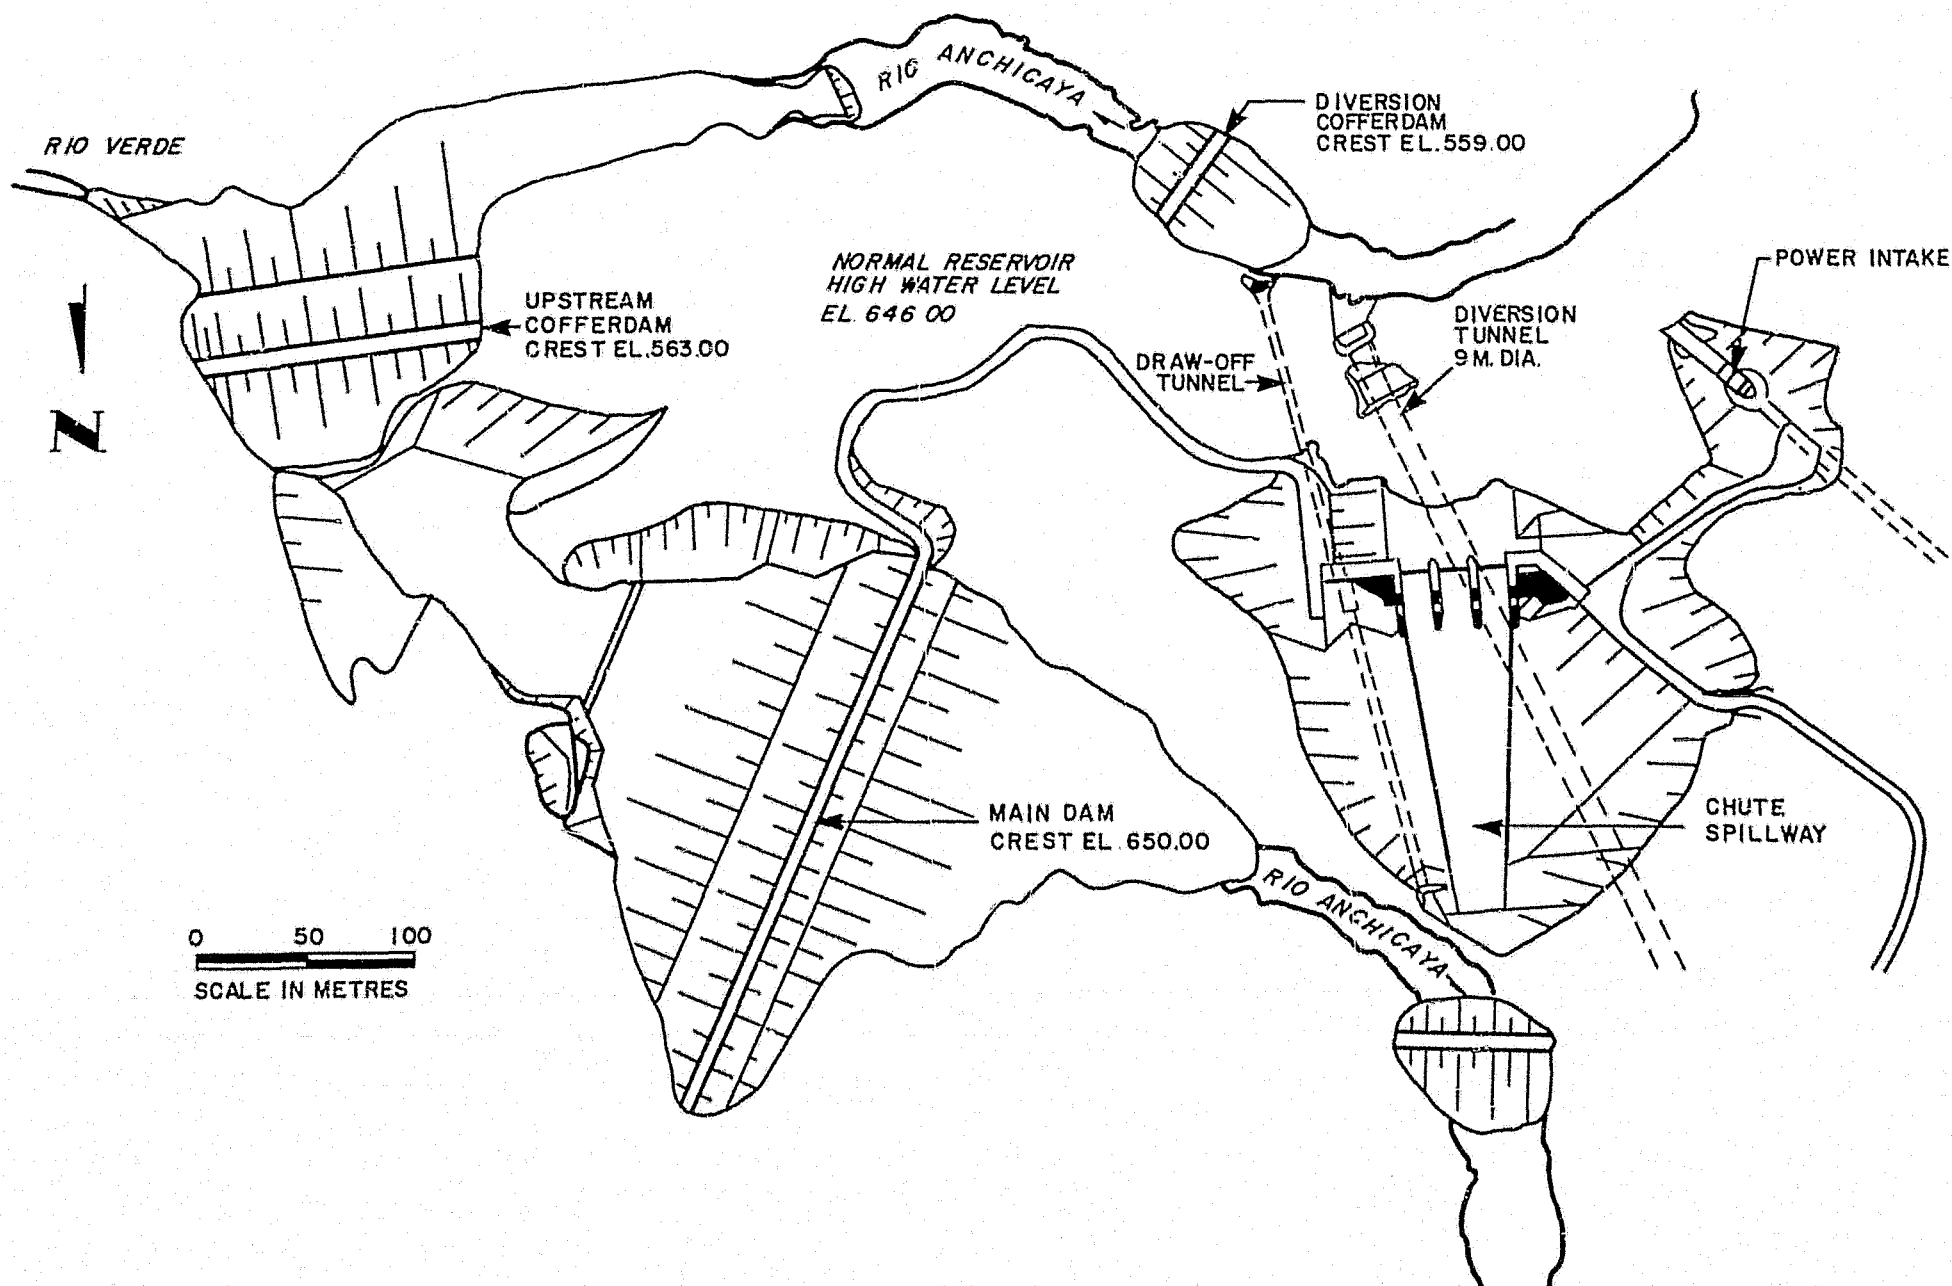 RIO ANCHICAYA
DIVERSION
COFFERDAM
CREST EL.559.00
RIO VERDE
NORMAL RESERVOIR
HIGH WATER LEVEL
EL. 646 00
POWER INTAKE
UPSTREAM
COFFERDAM
CREST EL.563.00
DIVERSION
TUNNEL
9M. DIA.
DRAW-OFF
TUNNEL
N
MAIN DAM
CREST EL. 650.00
CHUTE
SPILLWAY
RIO ANCHICAYA
0 50 100
SCALE IN METRES